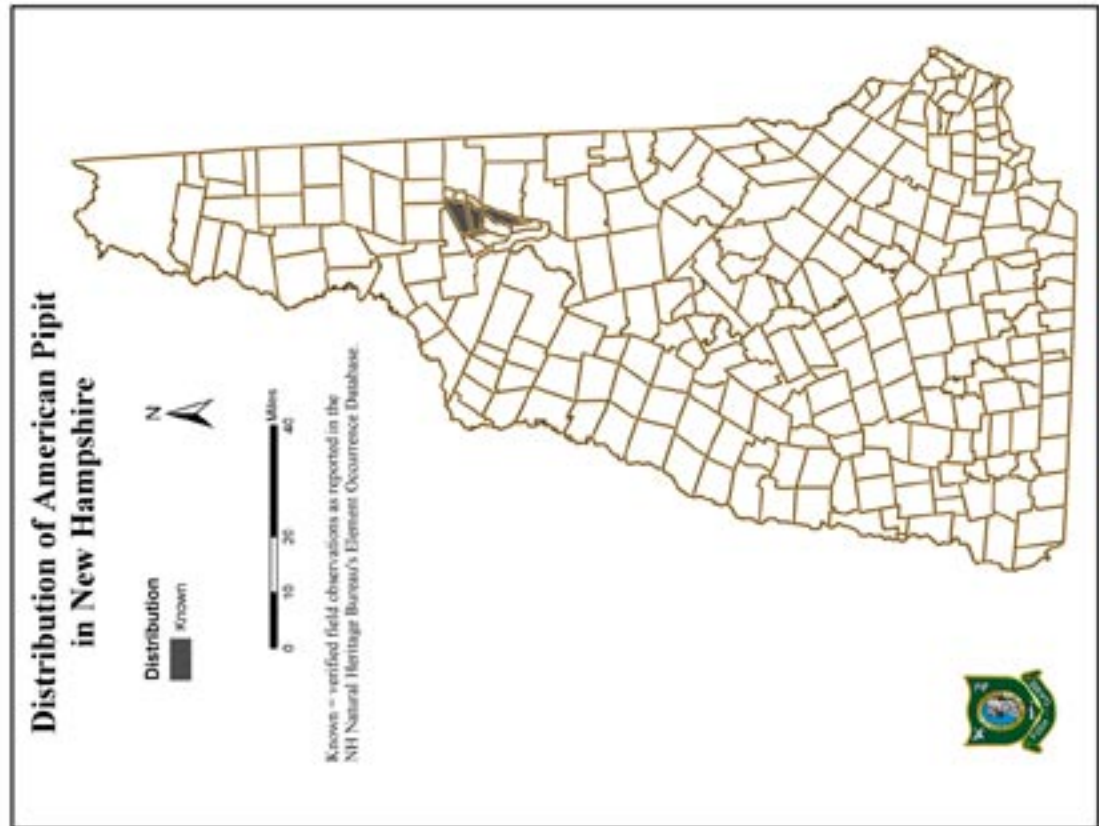 Distribution of American Pipit
in New Hampshire
N
Distribution
Known
0 10 20 40
Miles
Known = verified field observations as reported in the
NH Natural Heritage Bureau's Element Occurrence Database.